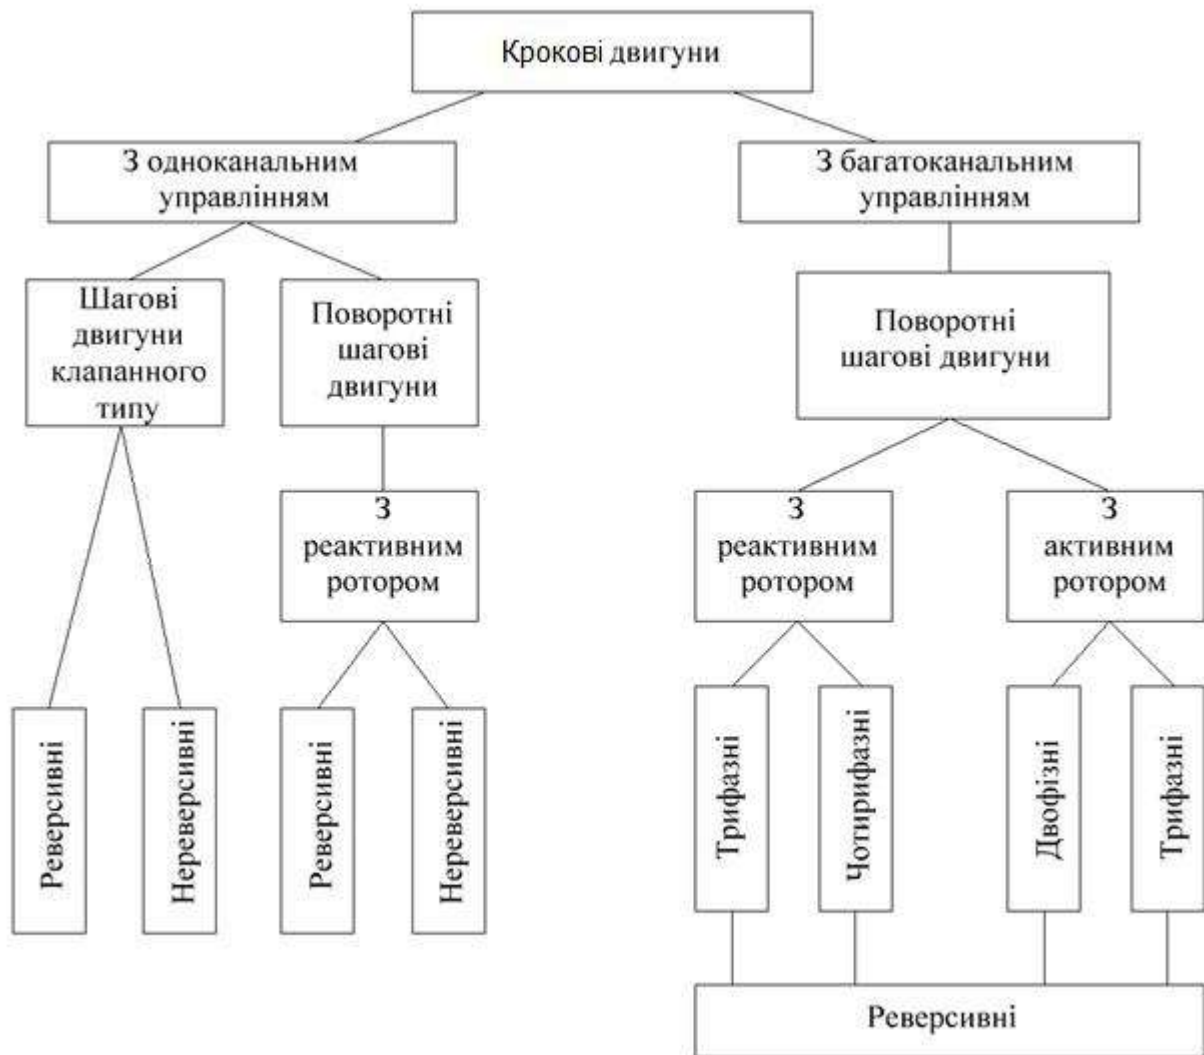 Крокові двигуни
З одноканальним
управлінням
З багатоканальним
управлінням
Шагові
двигуни
клапанного
типу
Поворотні
шагові
двигуни
Поворотні
шагові двигуни
З
реактивним
ротором
З
реактивним
ротором
З
активним
ротором
Реверсивні
Нереверсивні
Реверсивні
Нереверсивні
Трифазні
Чотирифазні
Двофізні
Трифазні
Реверсивні